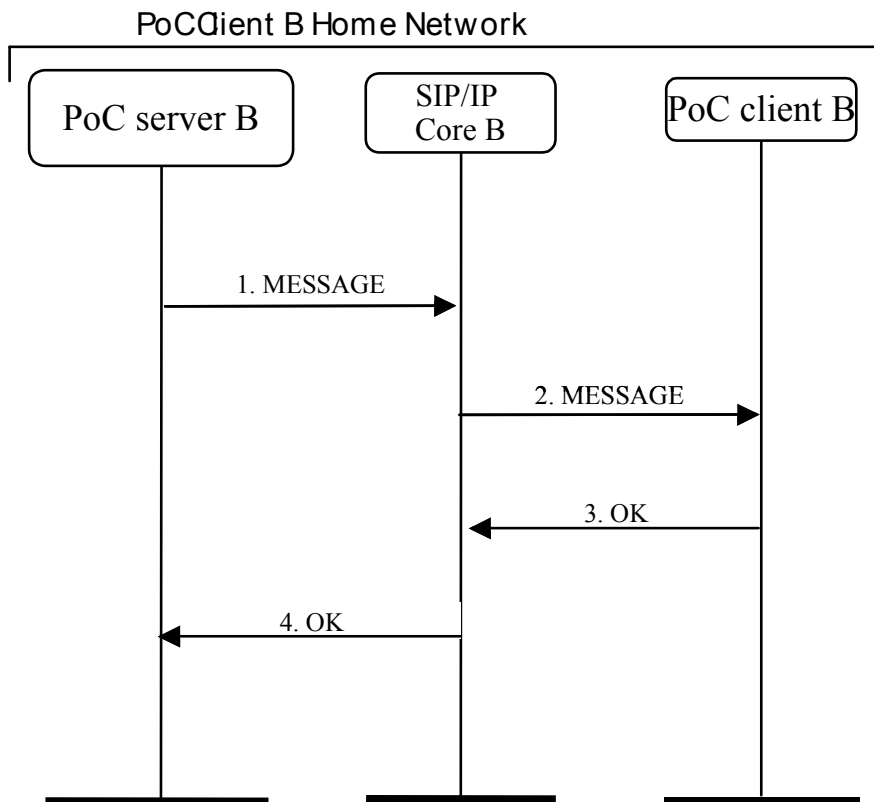 PoCClient B Home Network
PoC server B
SIP/IP
Core B
PoC client B
1. MESSAGE
2. MESSAGE
3. OK
4. OK